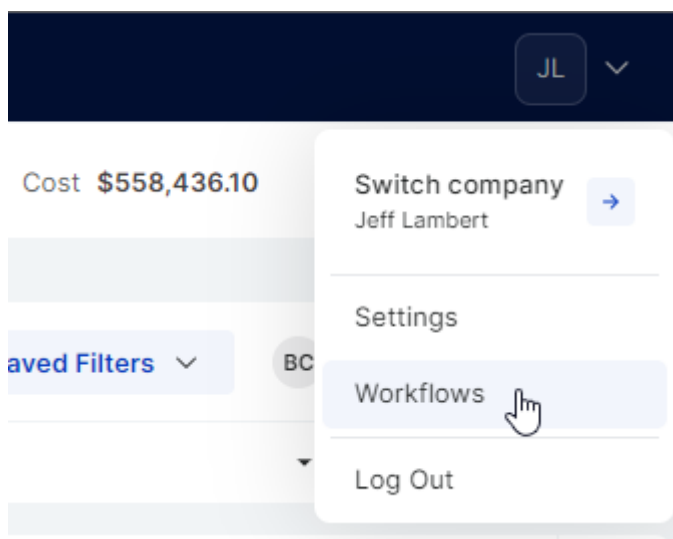 JL
Cost $558,436.10
Switch company
Jeff Lambert
Settings
aved Filters
BC
Workflows
Log Out